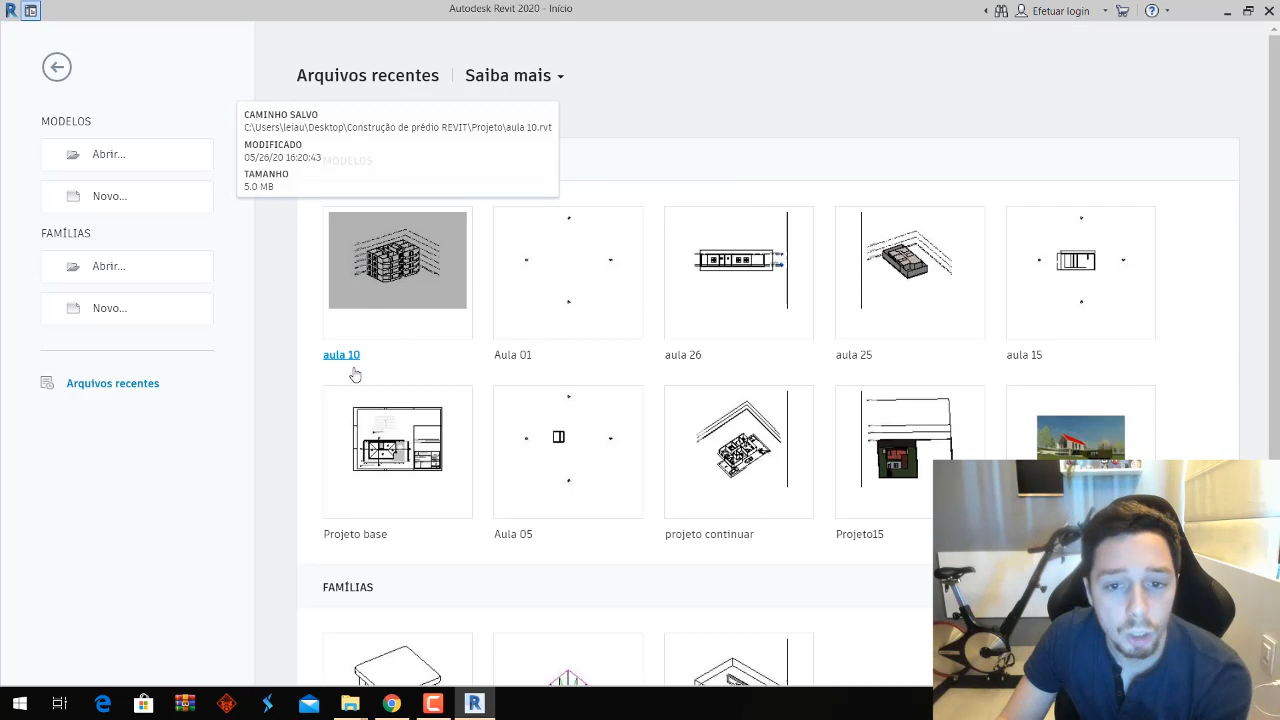 Autodesk Revit 2020 - Início
Efetuar login
Arquivos recentes
Saiba mais
MODELOS
Abrir...
Novo...
FAMÍLIAS
Abrir...
Novo...
Arquivos recentes
CAMINHO SALVO
C:\Users\leiau\Desktop\Construção de prédio REVIT\Projeto\aula 10.rvt
MODIFICADO
05/26/20 16:20:43
TAMANHO
5.0 MB
MODELOS
aula 10
Aula 01
aula 26
aula 25
aula 15
Projeto base
Aula 05
projeto continuar
Projeto15
FAMÍLIAS